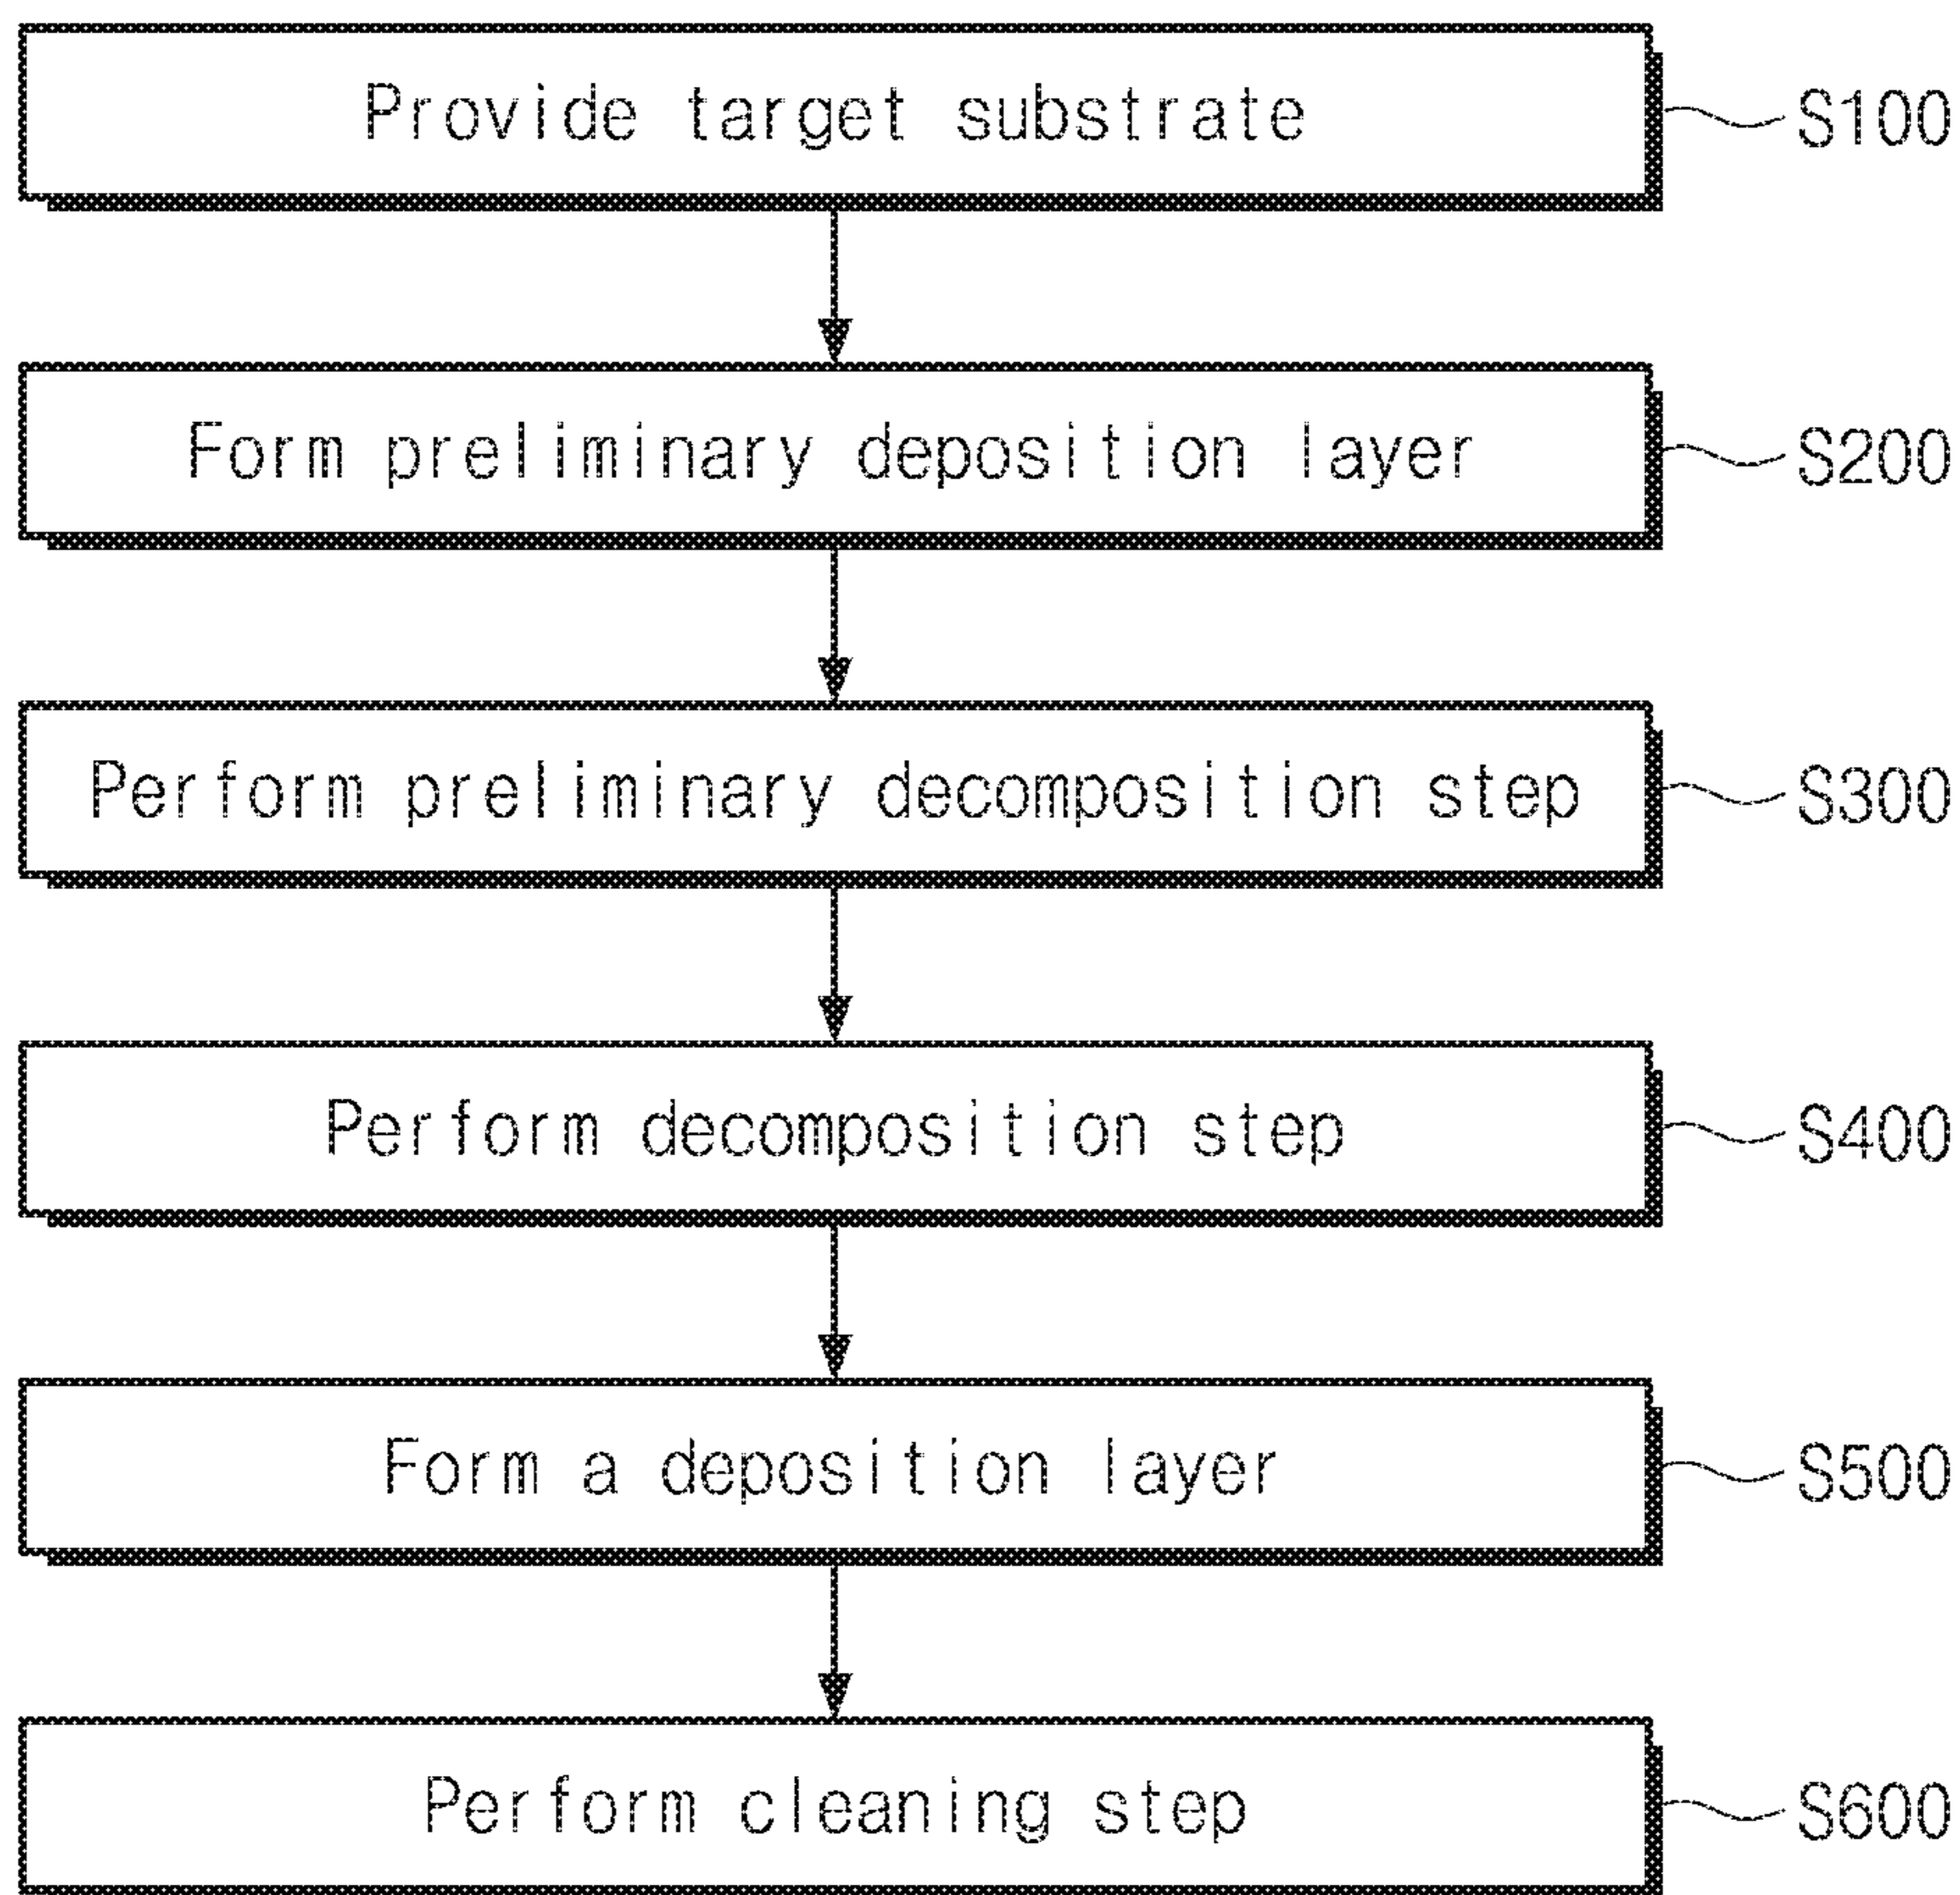 Provide target substrate S100
Form preliminary deposition layer S200
Perform preliminary decomposition step S300
Perform decomposition step S400
Form a deposition layer S500
Perform cleaning step S600